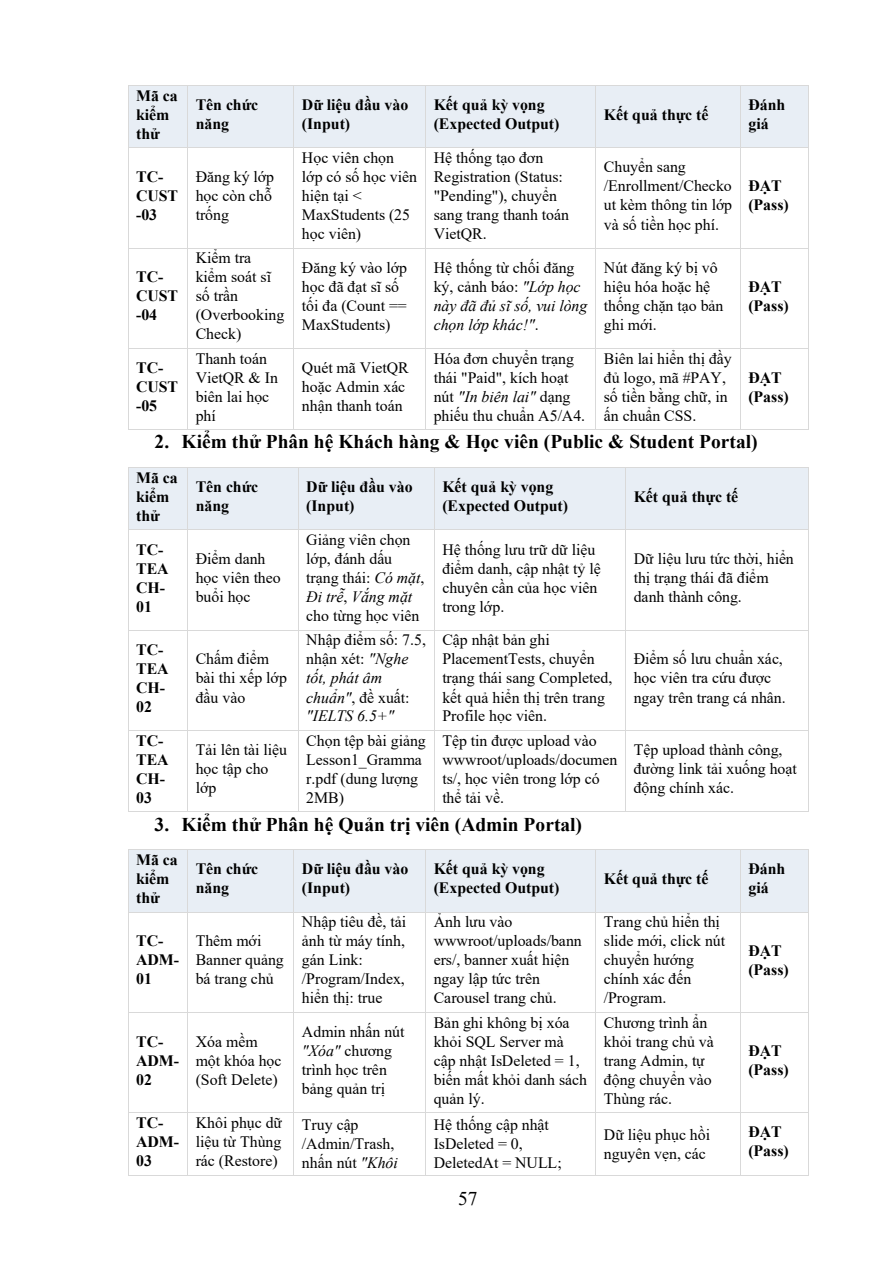 Mã ca kiểm thử | Tên chức năng | Dữ liệu đầu vào (Input) | Kết quả kỳ vọng (Expected Output) | Kết quả thực tế | Đánh giá
TC-CUST-03 | Đăng ký lớp học còn chỗ trống | Học viên chọn lớp có số học viên hiện tại < MaxStudents (25 học viên) | Hệ thống tạo đơn Registration (Status: "Pending"), chuyển sang trang thanh toán VietQR. | Chuyển sang /Enrollment/Checkout kèm thông tin lớp và số tiền học phí. | ĐẠT (Pass)
TC-CUST-04 | Kiểm tra kiểm soát sĩ số trần (Overbooking Check) | Đăng ký vào lớp học đã đạt sĩ số tối đa (Count == MaxStudents) | Hệ thống từ chối đăng ký, cảnh báo: "Lớp học này đã đủ sĩ số, vui lòng chọn lớp khác!". | Nút đăng ký bị vô hiệu hóa hoặc hệ thống chặn tạo bản ghi mới. | ĐẠT (Pass)
TC-CUST-05 | Thanh toán VietQR & In biên lai học phí | Quét mã VietQR hoặc Admin xác nhận thanh toán | Hóa đơn chuyển trạng thái "Paid", kích hoạt nút "In biên lai" dạng phiếu thu chuẩn A5/A4. | Biên lai hiển thị đầy đủ logo, mã #PAY, số tiền bằng chữ, in ấn chuẩn CSS. | ĐẠT (Pass)
2. Kiểm thử Phân hệ Khách hàng & Học viên (Public & Student Portal)
Mã ca kiểm thử | Tên chức năng | Dữ liệu đầu vào (Input) | Kết quả kỳ vọng (Expected Output) | Kết quả thực tế
TC-TEACH-01 | Điểm danh học viên theo buổi học | Giảng viên chọn lớp, đánh dấu trạng thái: Có mặt, Đi trễ, Vắng mặt cho từng học viên | Hệ thống lưu trữ dữ liệu điểm danh, cập nhật tỷ lệ chuyên cần của học viên trong lớp. | Dữ liệu lưu tức thời, hiển thị trạng thái đã điểm danh thành công.
TC-TEACH-02 | Chấm điểm bài thi xếp lớp đầu vào | Nhập điểm số: 7.5, nhận xét: "Nghe tốt, phát âm chuẩn", đề xuất: "IELTS 6.5+" | Cập nhật bản ghi PlacementTests, chuyển trạng thái sang Completed, kết quả hiển thị trên trang Profile học viên. | Điểm số lưu chuẩn xác, học viên tra cứu được ngay trên trang cá nhân.
TC-TEACH-03 | Tải lên tài liệu học tập cho lớp | Chọn tệp bài giảng Lesson1_Grammar.pdf (dung lượng 2MB) | Tệp tin được upload vào wwwroot/uploads/documents/, học viên trong lớp có thể tải về. | Tệp upload thành công, đường link tải xuống hoạt động chính xác.
3. Kiểm thử Phân hệ Quản trị viên (Admin Portal)
Mã ca kiểm thử | Tên chức năng | Dữ liệu đầu vào (Input) | Kết quả kỳ vọng (Expected Output) | Kết quả thực tế | Đánh giá
TC-ADM-01 | Thêm mới Banner quảng bá trang chủ | Nhập tiêu đề, tải ảnh từ máy tính, gán Link: /Program/Index, hiển thị: true | Ảnh lưu vào wwwroot/uploads/banners/, banner xuất hiện ngay lập tức trên Carousel trang chủ. | Trang chủ hiển thị slide mới, click nút chuyển hướng chính xác đến /Program. | ĐẠT (Pass)
TC-ADM-02 | Xóa mềm một khóa học (Soft Delete) | Admin nhấn nút "Xóa" chương trình học trên bảng quản trị | Bản ghi không bị xóa khỏi SQL Server mà cập nhật IsDeleted = 1, biến mất khỏi danh sách quản lý. | Chương trình ẩn khỏi trang chủ và trang Admin, tự động chuyển vào Thùng rác. | ĐẠT (Pass)
TC-ADM-03 | Khôi phục dữ liệu từ Thùng rác (Restore) | Truy cập /Admin/Trash, nhấn nút "Khôi | Hệ thống cập nhật IsDeleted = 0, DeletedAt = NULL; | Dữ liệu phục hồi nguyên vẹn, các | ĐẠT (Pass)
57